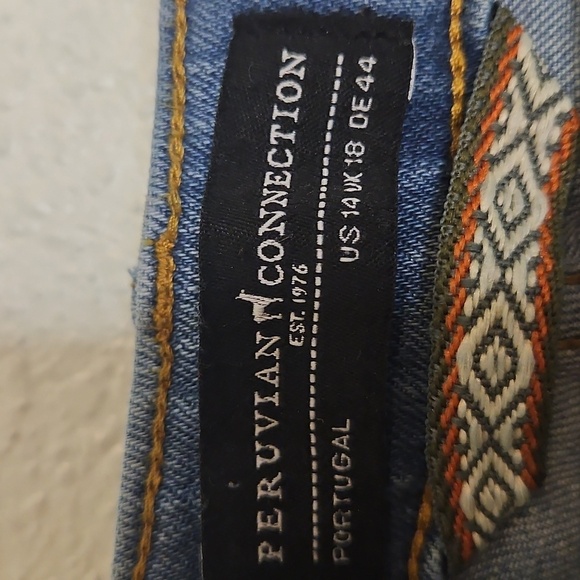 PERUVIAN CONNECTION
EST. 1976
PORTUGAL US 14 UK 18 DE 44